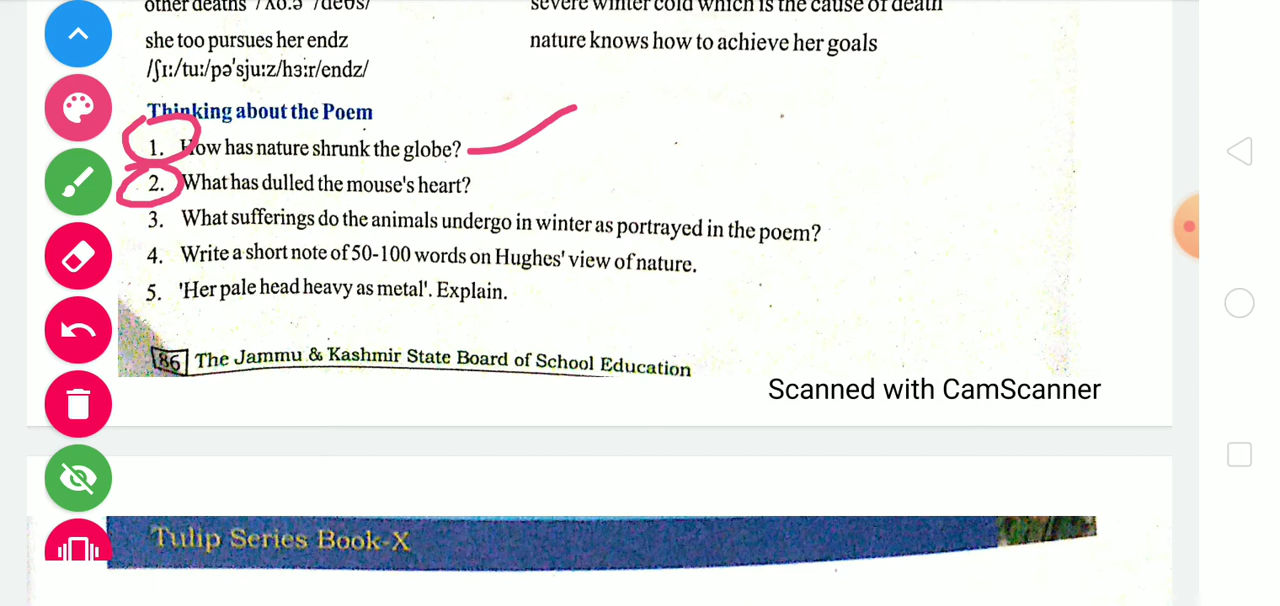 other deaths /'ʌð.ə^r/deθs/
severe winter cold which is the cause of death
she too pursues her endz
nature knows how to achieve her goals
/ʃɪ:/tu:/pə'sju:z/hɜ:r/endz/
Thinking about the Poem
1. How has nature shrunk the globe?
2. What has dulled the mouse's heart?
3. What sufferings do the animals undergo in winter as portrayed in the poem?
4. Write a short note of 50-100 words on Hughes' view of nature.
5. 'Her pale head heavy as metal'. Explain.
86 The Jammu & Kashmir State Board of School Education
Scanned with CamScanner
Tulip Series Book-X